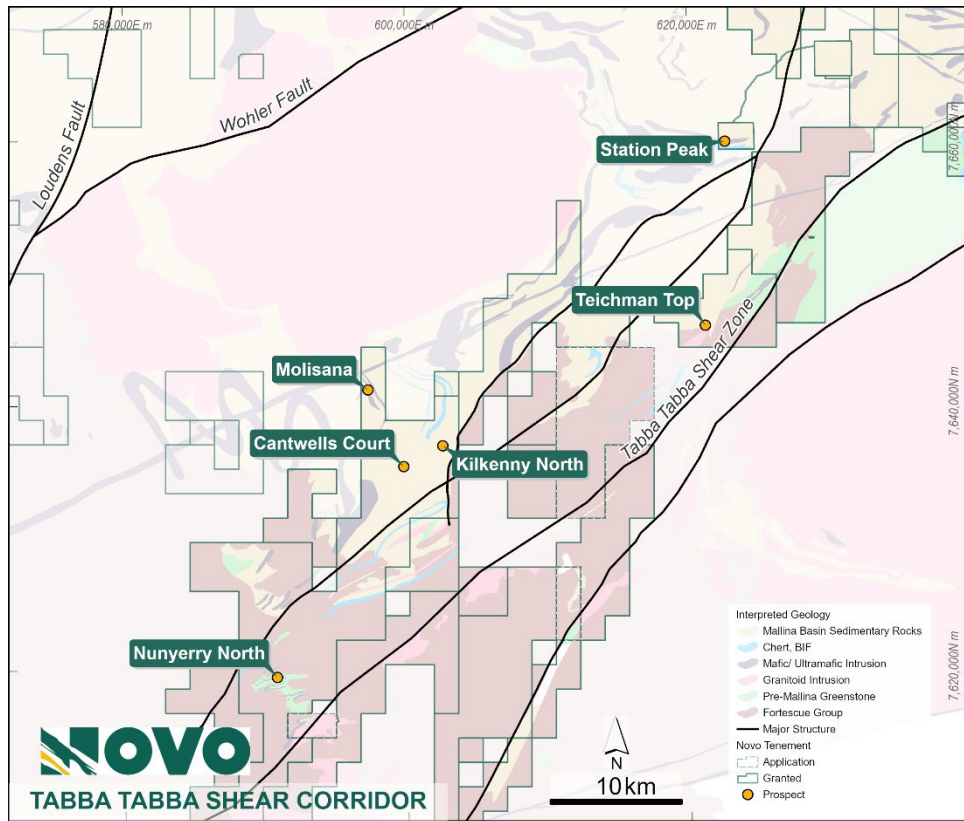 580,000E m
600,000E m
620,000E m
Loudens Fault
Wohler Fault
Station Peak
7,660,000N m
Teichman Top
Tabba Tabba Shear Zone
Molisana
7,640,000N m
Cantwells Court
Kilkenny North
Nunyerry North
7,620,000N m
Interpreted Geology
Mallina Basin Sedimentary Rocks
Chert, BIF
Mafic/ Ultramafic Intrusion
Granitoid Intrusion
Pre-Mallina Greenstone
Fortescue Group
Major Structure
Novo Tenement
Application
Granted
Prospect
N
10km
NOVO
TABBA TABBA SHEAR CORRIDOR